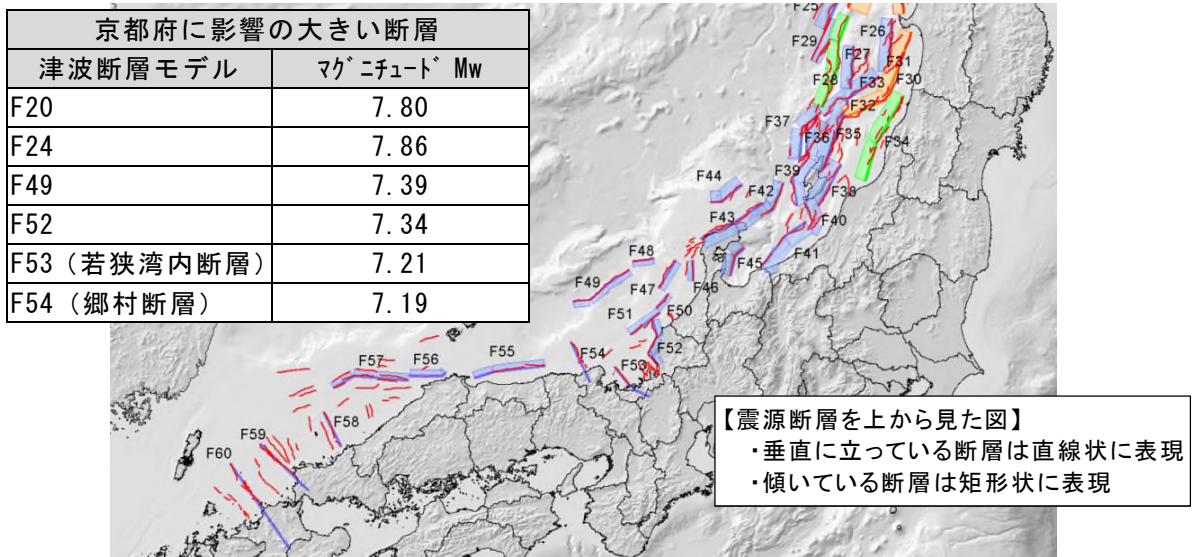 京都府に影響の大きい断層
津波断層モデル マグニチュード Mw
F20 7.80
F24 7.86
F49 7.39
F52 7.34
F53（若狭湾内断層） 7.21
F54（郷村断層） 7.19
F25
F29
F26
F27
F28
F31
F30
F33
F32
F37
F36
F35
F34
F39
F38
F44
F42
F43
F40
F41
F45
F48
F49
F47
F46
F51
F50
F52
F54
F53
F55
F57
F56
F58
F59
F60
【震源断層を上から見た図】
・垂直に立っている断層は直線状に表現
・傾いている断層は矩形状に表現